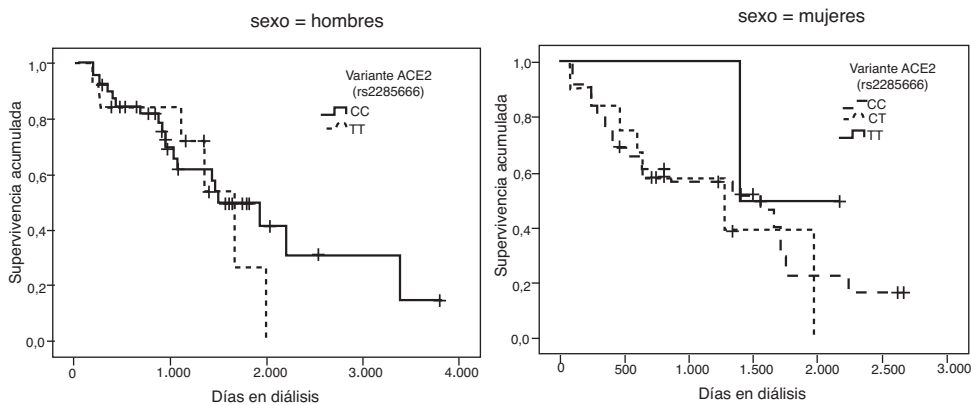 sexo = hombres
Supervivencia acumulada
1,0
0,8
0,6
0,4
0,2
0,0
Variante ACE2
(rs2285666)
CC
TT
0
1.000
2.000
3.000
4.000
Días en diálisis
sexo = mujeres
Supervivencia acumulada
1,0
0,8
0,6
0,4
0,2
0,0
Variante ACE2
(rs2285666)
CC
CT
TT
0
500
1.000
1.500
2.000
2.500
3.000
Días en diálisis